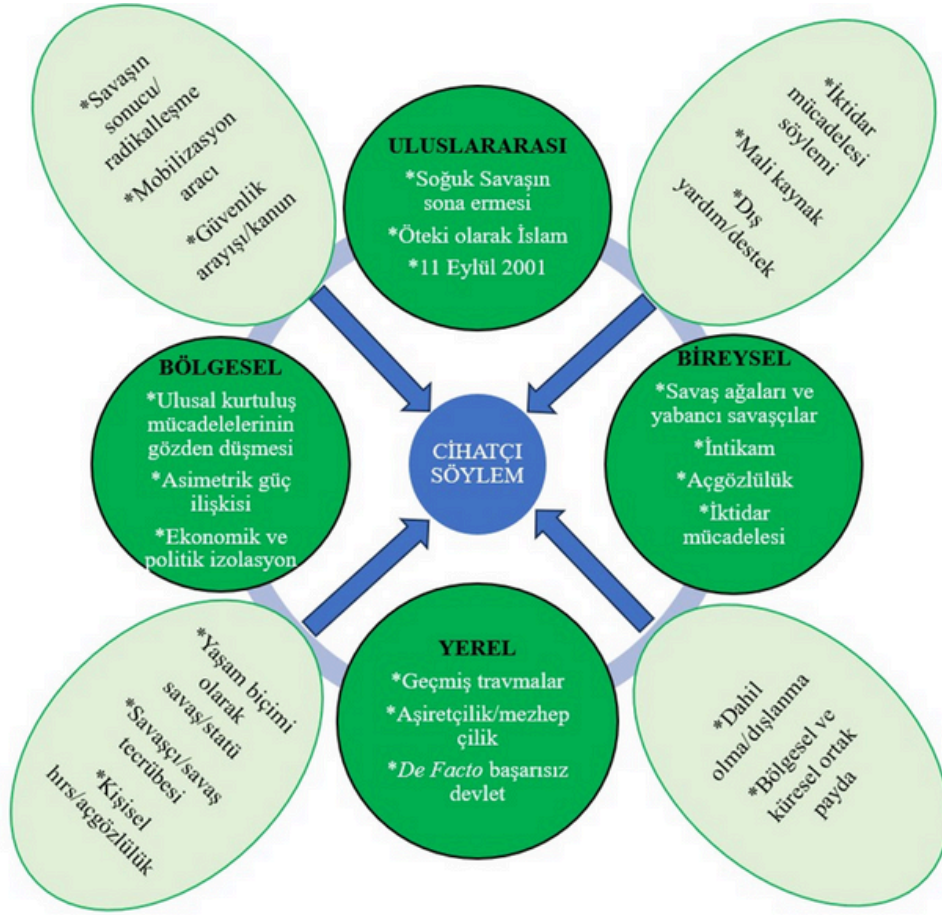 *Savaşın
sonucu/
radikalleşme
*Mobilizasyon
aracı
*Güvenlik
arayışı/kanun
ULUSLARARASI
*Soğuk Savaşın
sona ermesi
*Öteki olarak İslam
*11 Eylül 2001
*İktidar
mücadelesi
söylemi
*Mali kaynak
*Dış
yardım/destek
BÖLGESEL
*Ulusal kurtuluş
mücadelelerinin
gözden düşmesi
*Asimetrik güç
ilişkisi
*Ekonomik ve
politik izolasyon
CİHATÇI
SÖYLEM
BİREYSEL
*Savaş ağaları ve
yabancı savaşçılar
*İntikam
*Açgözlülük
*İktidar
mücadelesi
*Yaşam biçimi
olarak
savaş/statü
*Savaşçı/savaş
tecrübesi
*Kişisel
hırs/açgözlülük
YEREL
*Geçmiş travmalar
*Aşiretçilik/mezhep
çilik
*De Facto başarısız
devlet
*Dahil
olma/dışlanma
*Bölgesel ve
küresel ortak
payda